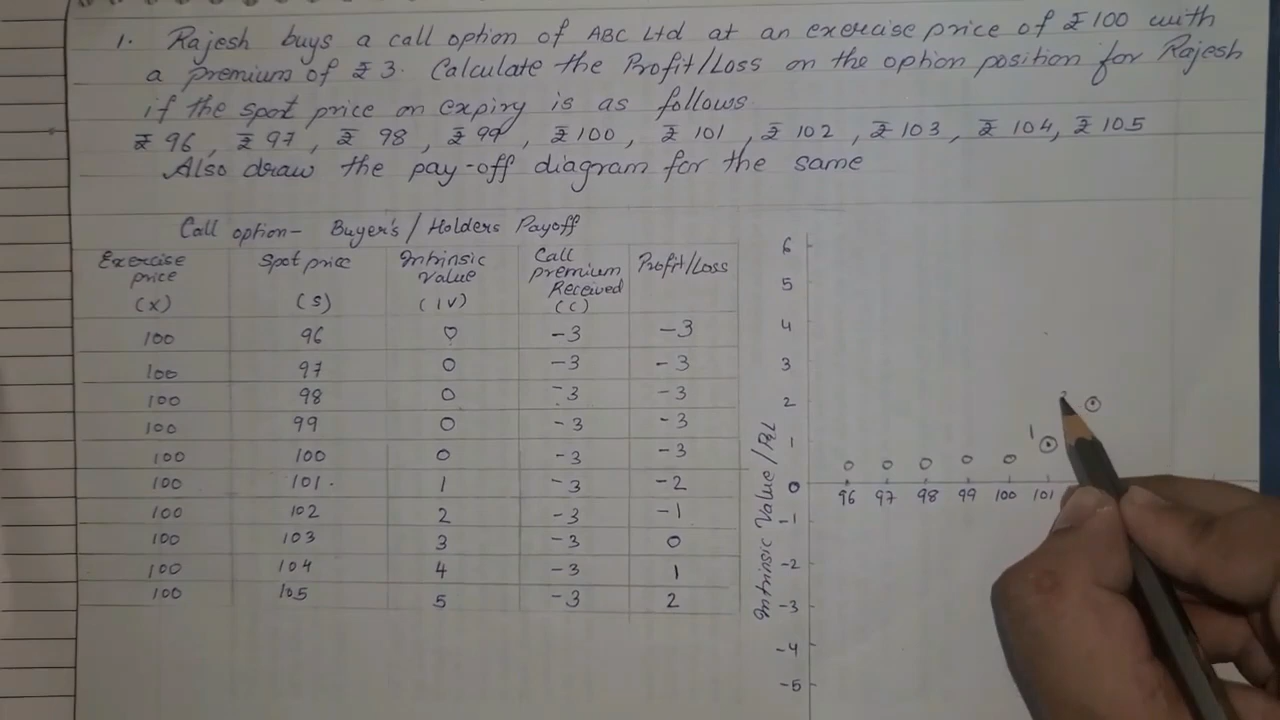 1. Rajesh buys a call option of ABC Ltd at an exercise price of ₹100 with
a premium of ₹ 3. Calculate the Profit/Loss on the option position for Rajesh
if the spot price on expiry is as follows
₹ 96, ₹ 97, ₹ 98, ₹ 99, ₹ 100, ₹ 101, ₹ 102, ₹ 103, ₹ 104, ₹ 105
Also draw the pay-off diagram for the same
Call option- Buyer's/Holders Payoff
Exercise price (X) Spot price (S) Intrinsic Value (IV) Call premium Received (C) Profit/Loss
100 96 0 -3 -3
100 97 0 -3 -3
100 98 0 -3 -3
100 99 0 -3 -3
100 100 0 -3 -3
100 101. 1 -3 -2
100 102 2 -3 -1
100 103 3 -3 0
100 104 4 -3 1
100 105 5 -3 2
Intrinsic Value/P&L
6
5
4
3
2
1
0
-1
-2
-3
-4
-5
0 0 0 0 0 1
96 97 98 99 100 101